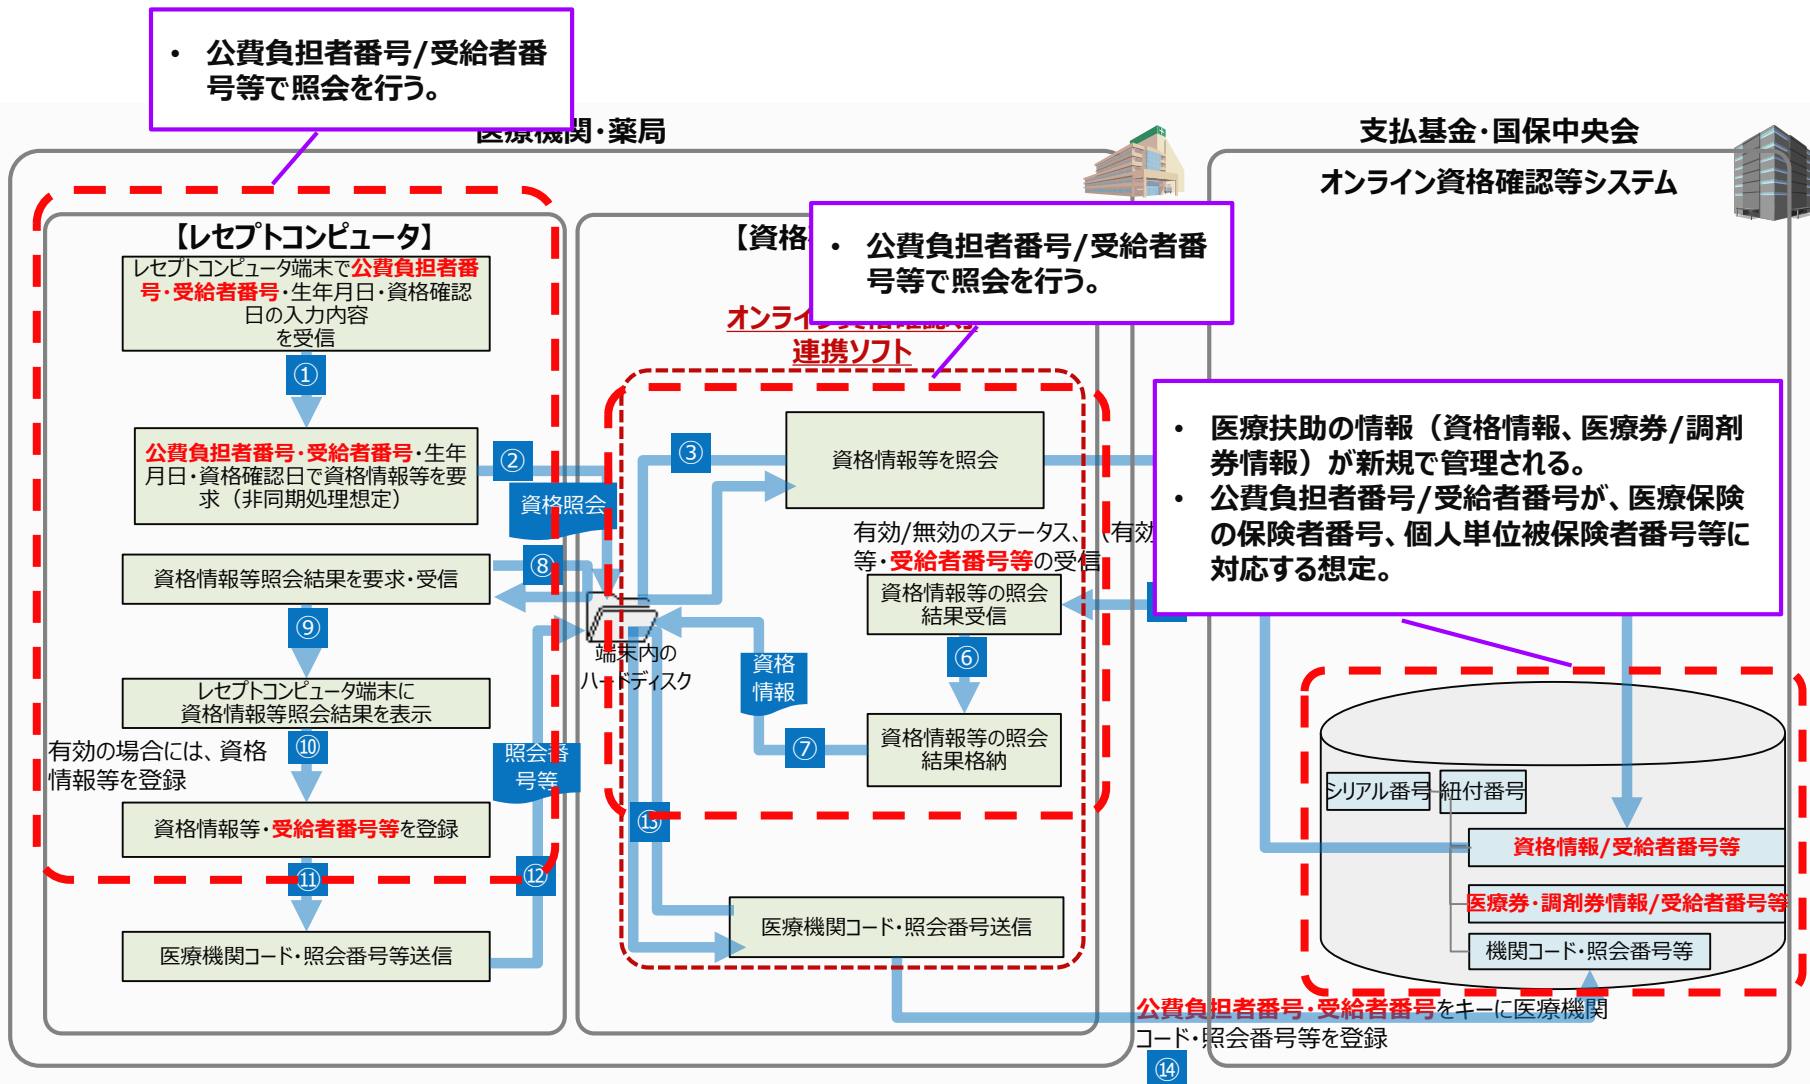 • 公費負担者番号/受給者番
号等で照会を行う。
医療機関・薬局
支払基金・国保中央会
オンライン資格確認等システム
【レセプトコンピュータ】
レセプトコンピュータ端末で公費負担者番
号・受給者番号・生年月日・資格確認
日の入力内容
を受信
①
公費負担者番号・受給者番号・生年
月日・資格確認日で資格情報等を要
求（非同期処理想定）
②
資格照会
資格情報等照会結果を要求・受信
⑧
⑨
レセプトコンピュータ端末に
資格情報等照会結果を表示
⑩
有効の場合には、資格
情報等を登録
資格情報等・受給者番号等を登録
⑪
医療機関コード・照会番号等送信
照会番
号等
⑫
【資格
• 公費負担者番号/受給者番
号等で照会を行う。
オンライン資格確認等
連携ソフト
③
資格情報等を照会
有効/無効のステータス、（有効
等・受給者番号等の受信
資格情報等の照会
結果受信
⑥
端末内の
ハードディスク
資格
情報
⑦
資格情報等の照会
結果格納
⑬
医療機関コード・照会番号送信
• 医療扶助の情報（資格情報、医療券/調剤
券情報）が新規で管理される。
• 公費負担者番号/受給者番号が、医療保険
の保険者番号、個人単位被保険者番号等に
対応する想定。
シリアル番号
紐付番号
資格情報/受給者番号等
医療券・調剤券情報/受給者番号等
機関コード・照会番号等
公費負担者番号・受給者番号をキーに医療機関
コード・照会番号等を登録
⑭